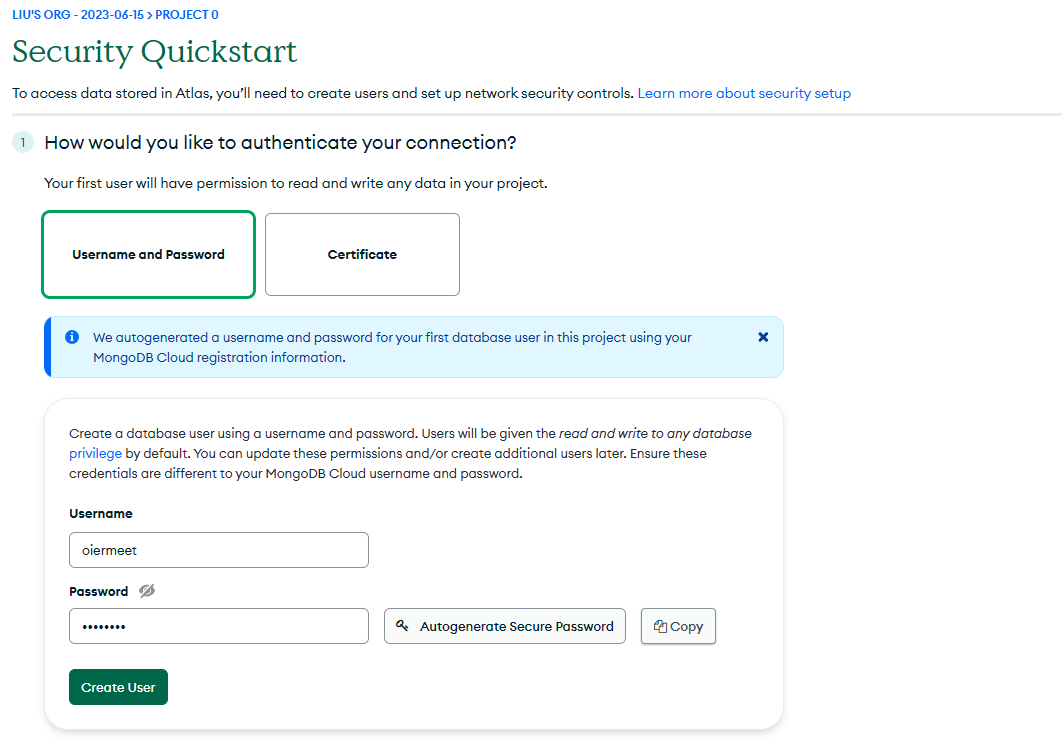 LIU'S ORG - 2023-06-15 > PROJECT 0
Security Quickstart
To access data stored in Atlas, you'll need to create users and set up network security controls. Learn more about security setup
1 How would you like to authenticate your connection?
Your first user will have permission to read and write any data in your project.
Username and Password Certificate
We autogenerated a username and password for your first database user in this project using your
MongoDB Cloud registration information.
Create a database user using a username and password. Users will be given the read and write to any database
privilege by default. You can update these permissions and/or create additional users later. Ensure these
credentials are different to your MongoDB Cloud username and password.
Username
oiermeet
Password
•••••••• Autogenerate Secure Password Copy
Create User